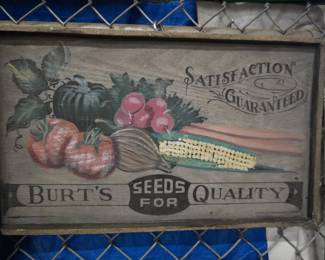 SATISFACTION
GUARANTEED
BURT'S SEEDS FOR QUALITY